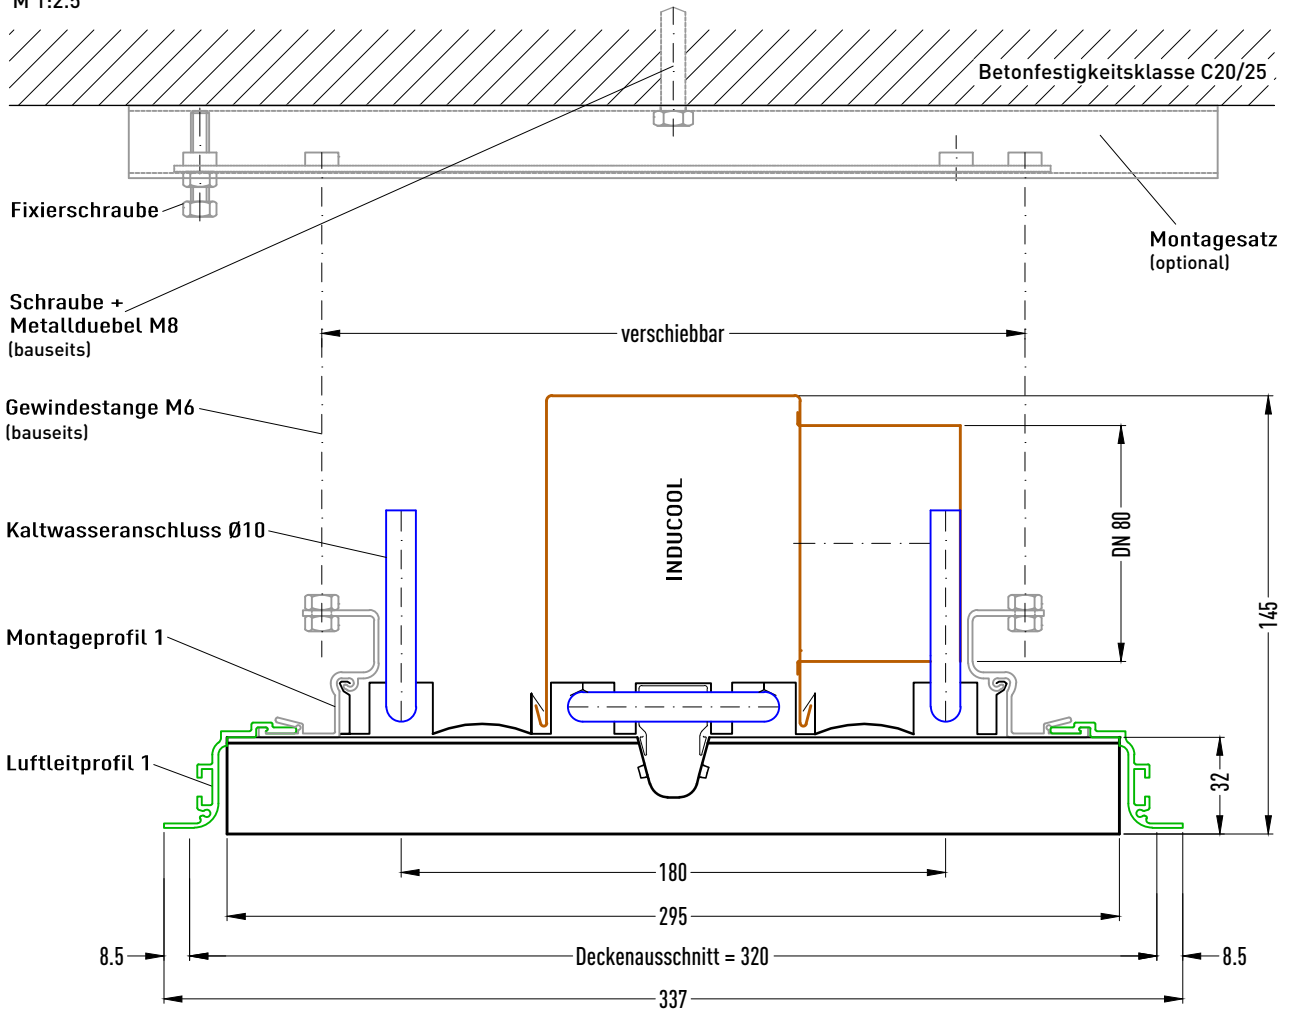 M 1:2.5
Betonfestigkeitsklasse C20/25
Fixierschraube
Montagesatz
(optional)
Schraube +
Metallduebel M8
(bauseits)
verschiebbar
Gewindestange M6
(bauseits)
INDUCOOL
DN 80
145
Kaltwasseranschluss Ø10
Montageprofil 1
Luftleitprofil 1
32
180
295
8.5
Deckenausschnitt = 320
8.5
337